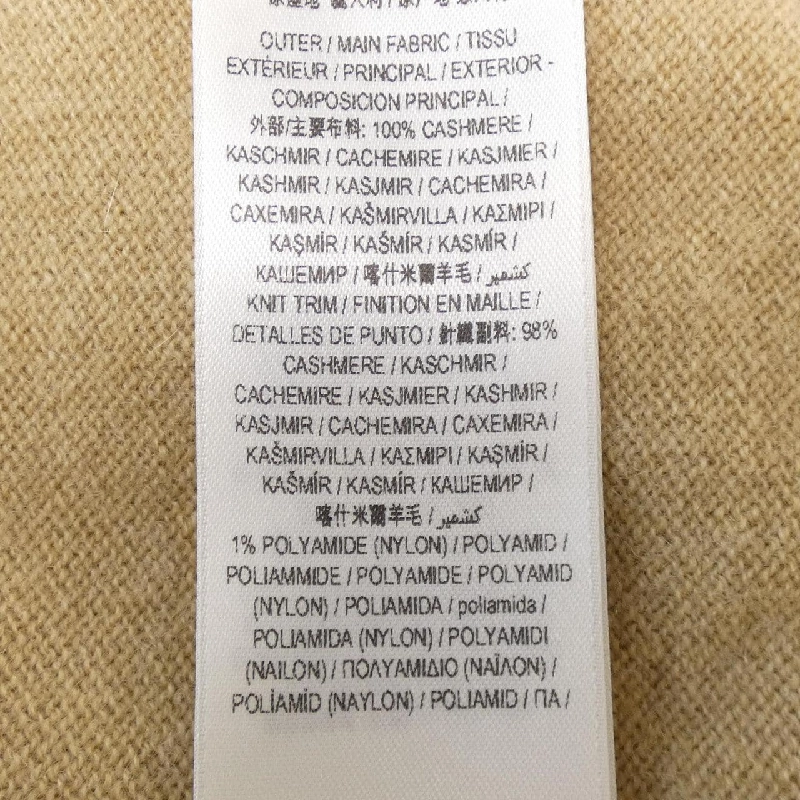 OUTER / MAIN FABRIC / TISSU
EXTÉRIEUR / PRINCIPAL / EXTERIOR -
COMPOSICION PRINCIPAL /
外部/主要布料: 100% CASHMERE /
KASCHMIR / CACHEMIRE / KASJMIER /
KASHMIR / KASJMIR / CACHEMIRA /
CAXEMIRA / KAŠMIRVILLA / ΚΑΣΜΙΡΙ /
KAŞMİR / KAŚMÍR / KASMÍR /
КАШЕМИР / 喀什米爾羊毛 / كشمير
KNIT TRIM / FINITION EN MAILLE /
DETALLES DE PUNTO / 針織副料: 98%
CASHMERE / KASCHMIR /
CACHEMIRE / KASJMIER / KASHMIR /
KASJMIR / CACHEMIRA / CAXEMIRA /
KAŠMIRVILLA / ΚΑΣΜΙΡΙ / KAŞMİR /
KAŠMÍR / KASMÍR / КАШЕМИР /
喀什米爾羊毛 / كشمير
1% POLYAMIDE (NYLON) / POLYAMID /
POLIAMMIDE / POLYAMIDE / POLYAMID
(NYLON) / POLIAMIDA / poliamida /
POLIAMIDA (NYLON) / POLYAMIDI
(NAILON) / ΠΟΛΥΑΜΙΔΙΟ (ΝΑΪΛΟΝ) /
POLİAMİD (NAYLON) / POLIAMID / ПА /